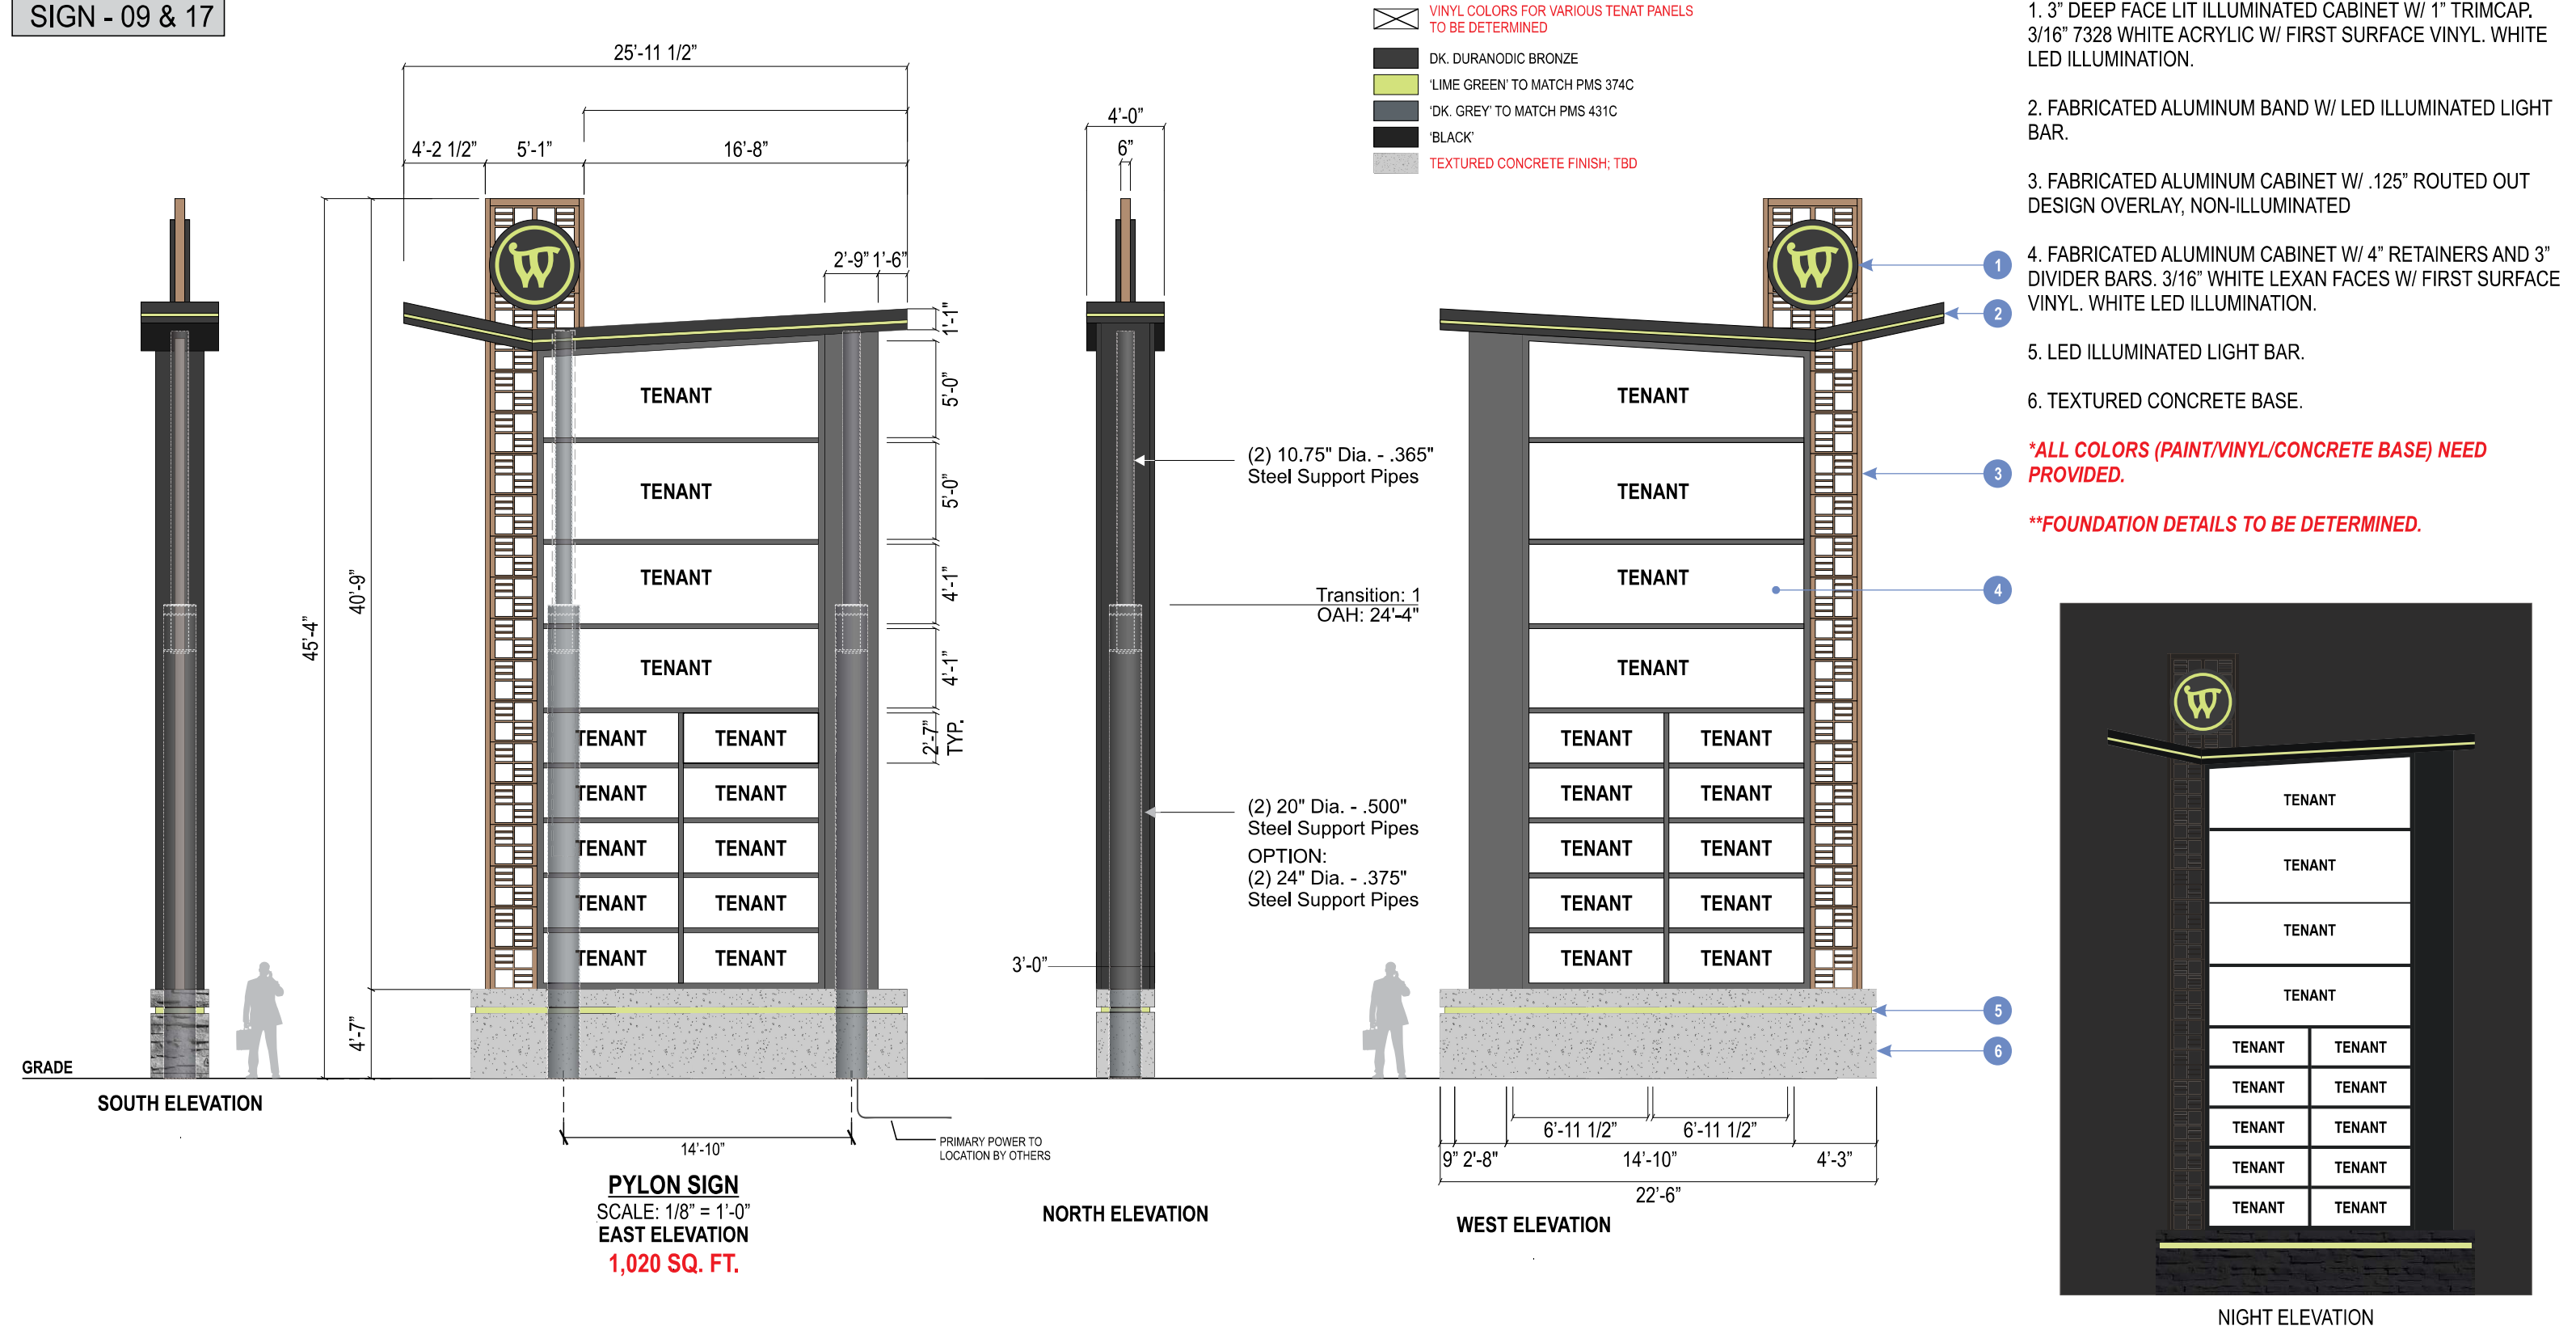 SIGN - 09 & 17
VINYL COLORS FOR VARIOUS TENAT PANELS
TO BE DETERMINED
DK. DURANODIC BRONZE
'LIME GREEN' TO MATCH PMS 374C
'DK. GREY' TO MATCH PMS 431C
'BLACK'
TEXTURED CONCRETE FINISH; TBD
1. 3” DEEP FACE LIT ILLUMINATED CABINET W/ 1” TRIMCAP.
3/16” 7328 WHITE ACRYLIC W/ FIRST SURFACE VINYL. WHITE
LED ILLUMINATION.
2. FABRICATED ALUMINUM BAND W/ LED ILLUMINATED LIGHT
BAR.
3. FABRICATED ALUMINUM CABINET W/ .125” ROUTED OUT
DESIGN OVERLAY, NON-ILLUMINATED
4. FABRICATED ALUMINUM CABINET W/ 4” RETAINERS AND 3”
DIVIDER BARS. 3/16” WHITE LEXAN FACES W/ FIRST SURFACE
VINYL. WHITE LED ILLUMINATION.
5. LED ILLUMINATED LIGHT BAR.
6. TEXTURED CONCRETE BASE.
*ALL COLORS (PAINT/VINYL/CONCRETE BASE) NEED
PROVIDED.
**FOUNDATION DETAILS TO BE DETERMINED.
GRADE
SOUTH ELEVATION
25’-11 1/2”
4’-2 1/2”
5’-1”
16’-8”
2’-9”
1’-6”
W
45’-4”
40’-9”
4’-7”
1’-1”
5’-0”
5’-0”
4’-1”
4’-1”
2’-7”
TYP.
TENANT
TENANT
TENANT
TENANT
TENANT TENANT
TENANT TENANT
TENANT TENANT
TENANT TENANT
TENANT TENANT
14’-10”
PRIMARY POWER TO
LOCATION BY OTHERS
PYLON SIGN
SCALE: 1/8” = 1’-0”
EAST ELEVATION
1,020 SQ. FT.
4’-0”
6”
(2) 10.75" Dia. - .365"
Steel Support Pipes
Transition: 1
OAH: 24'-4"
(2) 20" Dia. - .500"
Steel Support Pipes
OPTION:
(2) 24" Dia. - .375"
Steel Support Pipes
3’-0”
NORTH ELEVATION
W
TENANT
TENANT
TENANT
TENANT
TENANT TENANT
TENANT TENANT
TENANT TENANT
TENANT TENANT
TENANT TENANT
1
2
3
4
5
6
6’-11 1/2”
6’-11 1/2”
9”
2’-8”
14’-10”
4’-3”
22’-6”
WEST ELEVATION
W
TENANT
TENANT
TENANT
TENANT
TENANT TENANT
TENANT TENANT
TENANT TENANT
TENANT TENANT
TENANT TENANT
NIGHT ELEVATION